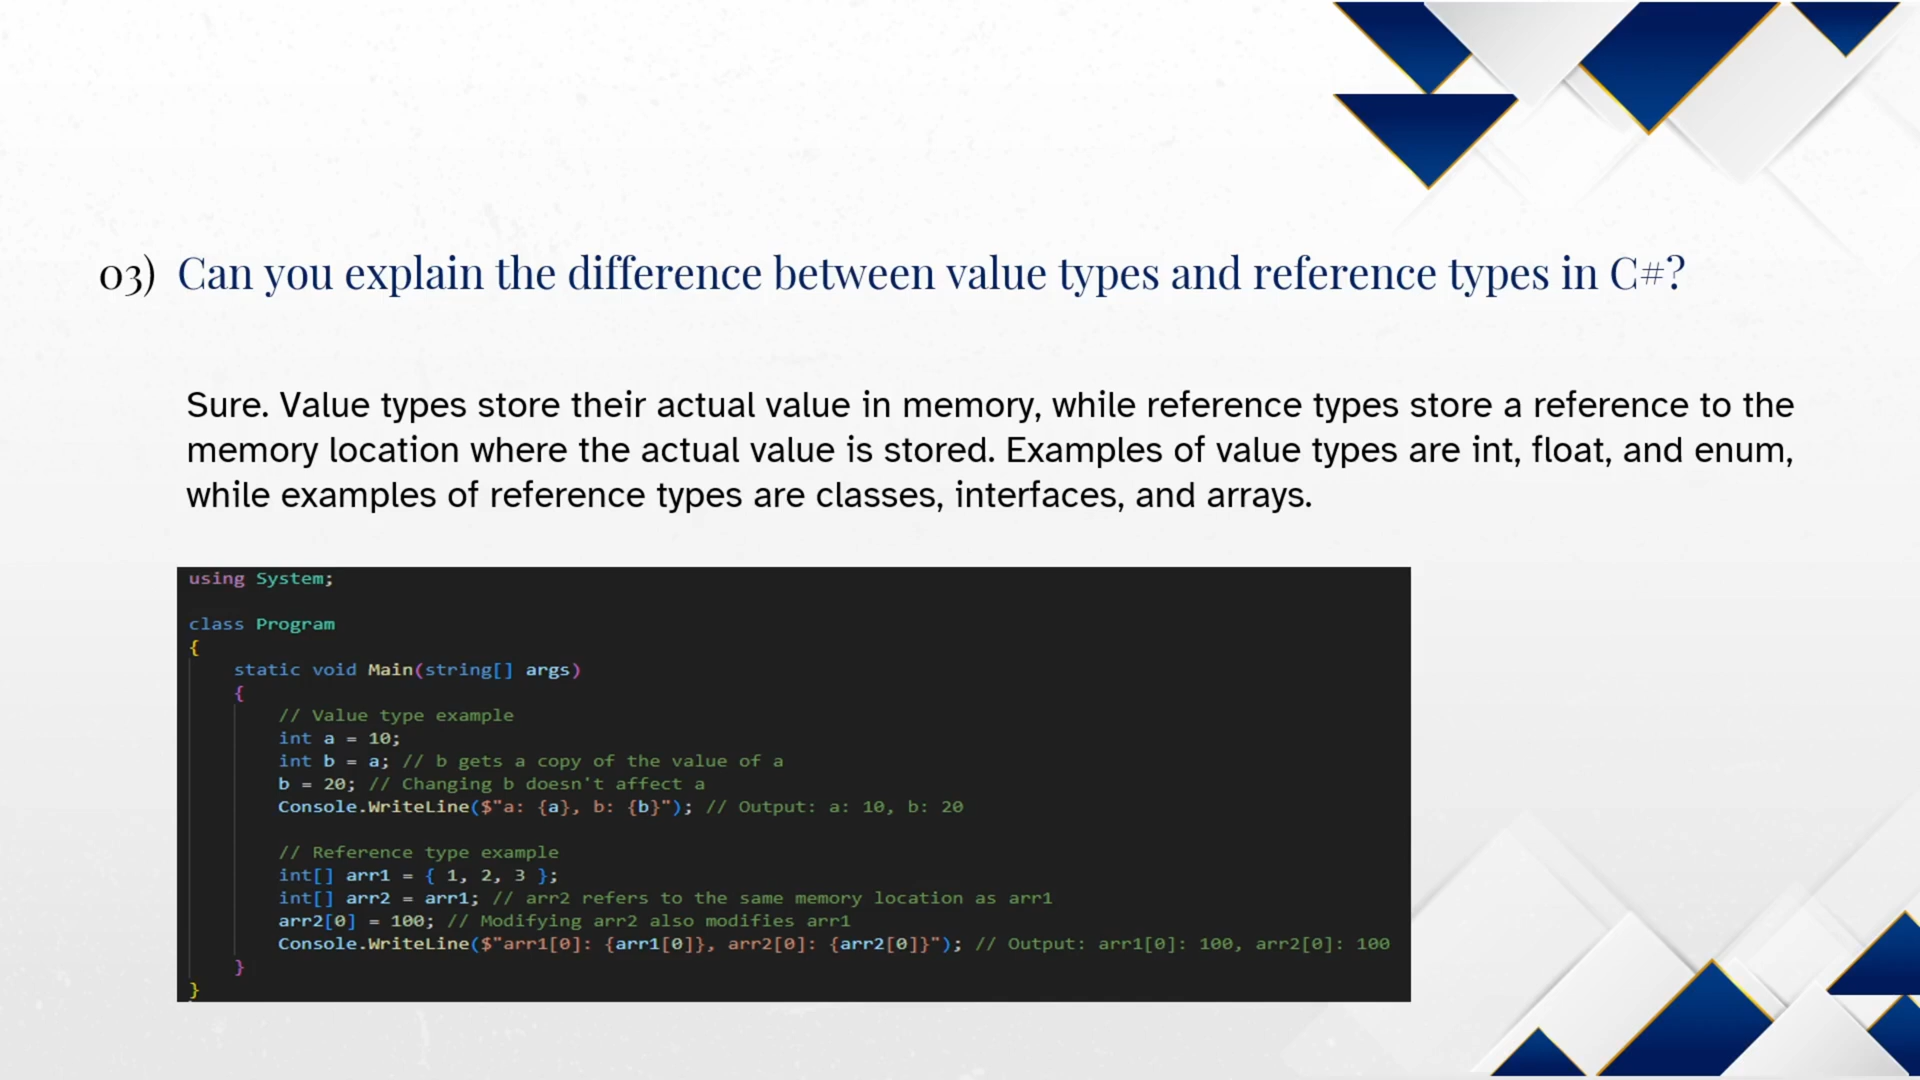 03) Can you explain the difference between value types and reference types in C#?
Sure. Value types store their actual value in memory, while reference types store a reference to the
memory location where the actual value is stored. Examples of value types are int, float, and enum,
while examples of reference types are classes, interfaces, and arrays.
using System;
class Program
{
static void Main(string[] args)
{
// Value type example
int a = 10;
int b = a; // b gets a copy of the value of a
b = 20; // Changing b doesn't affect a
Console.WriteLine($"a: {a}, b: {b}"); // Output: a: 10, b: 20
// Reference type example
int[] arr1 = { 1, 2, 3 };
int[] arr2 = arr1; // arr2 refers to the same memory location as arr1
arr2[0] = 100; // Modifying arr2 also modifies arr1
Console.WriteLine($"arr1[0]: {arr1[0]}, arr2[0]: {arr2[0]}"); // Output: arr1[0]: 100, arr2[0]: 100
}
}